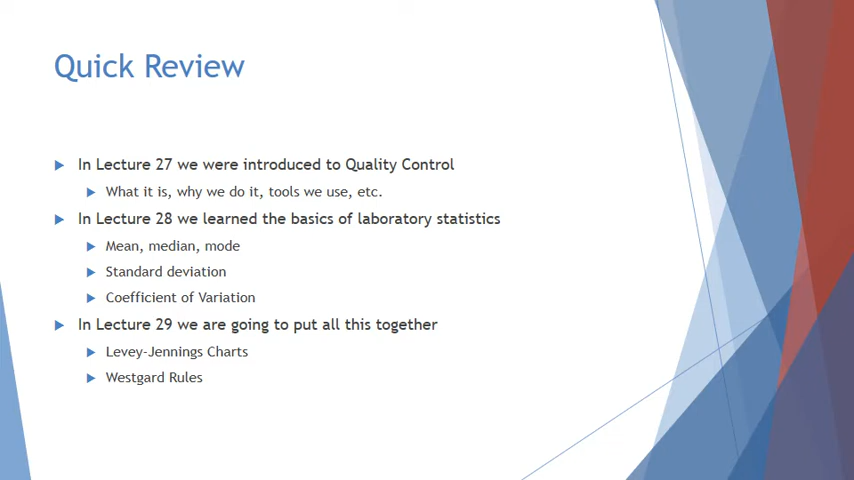 Quick Review
In Lecture 27 we were introduced to Quality Control
What it is, why we do it, tools we use, etc.
In Lecture 28 we learned the basics of laboratory statistics
Mean, median, mode
Standard deviation
Coefficient of Variation
In Lecture 29 we are going to put all this together
Levey-Jennings Charts
Westgard Rules